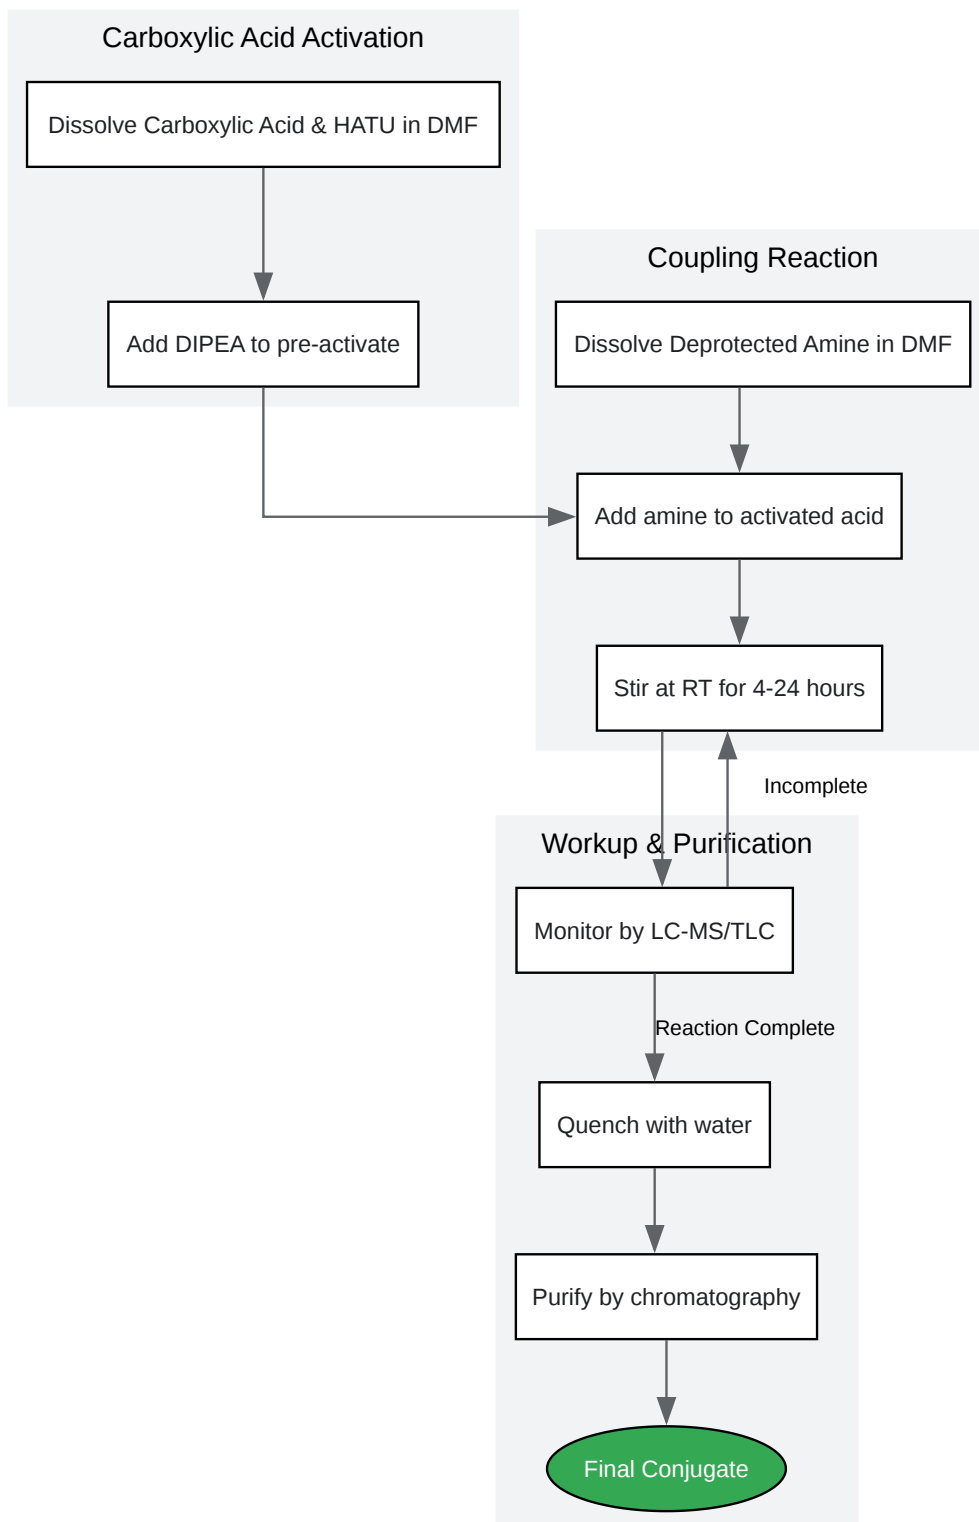 Carboxylic Acid Activation
Dissolve Carboxylic Acid & HATU in DMF
Add DIPEA to pre-activate
Coupling Reaction
Dissolve Deprotected Amine in DMF
Add amine to activated acid
Stir at RT for 4-24 hours
Incomplete
Workup & Purification
Monitor by LC-MS/TLC
Reaction Complete
Quench with water
Purify by chromatography
Final Conjugate